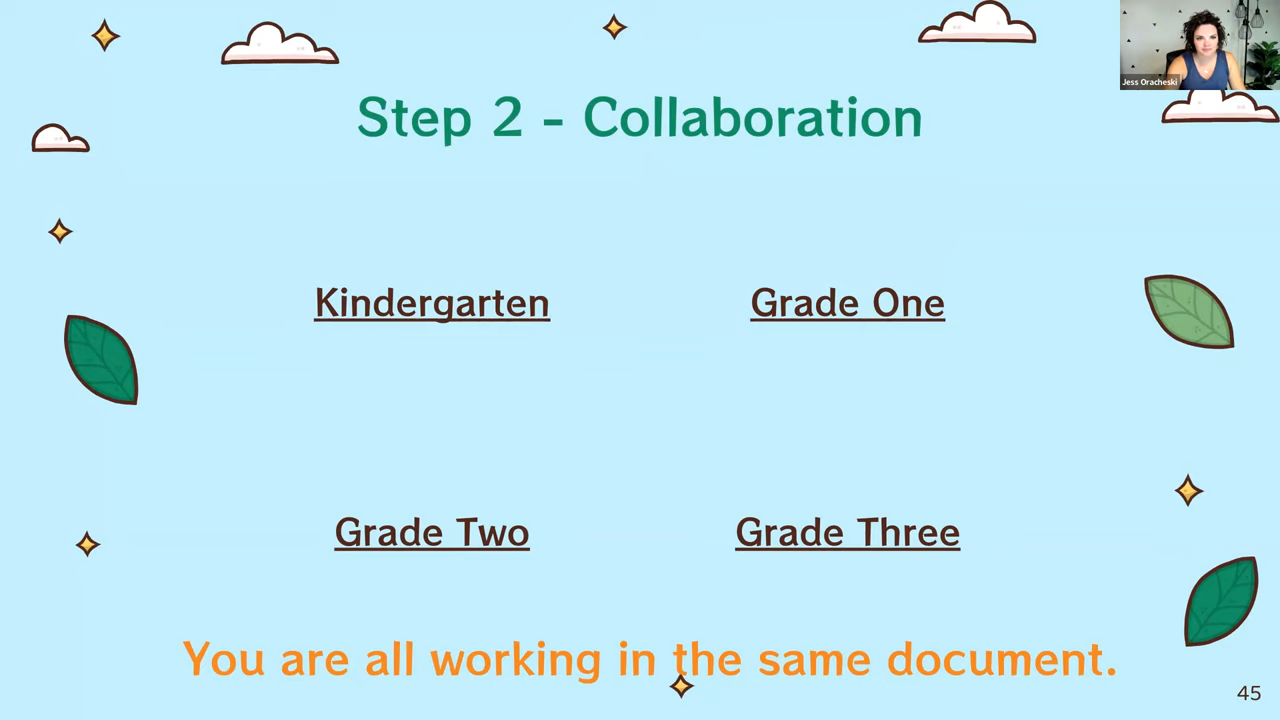 Jess Oracheski
Step 2 - Collaboration
Kindergarten
Grade One
Grade Two
Grade Three
You are all working in the same document.
45